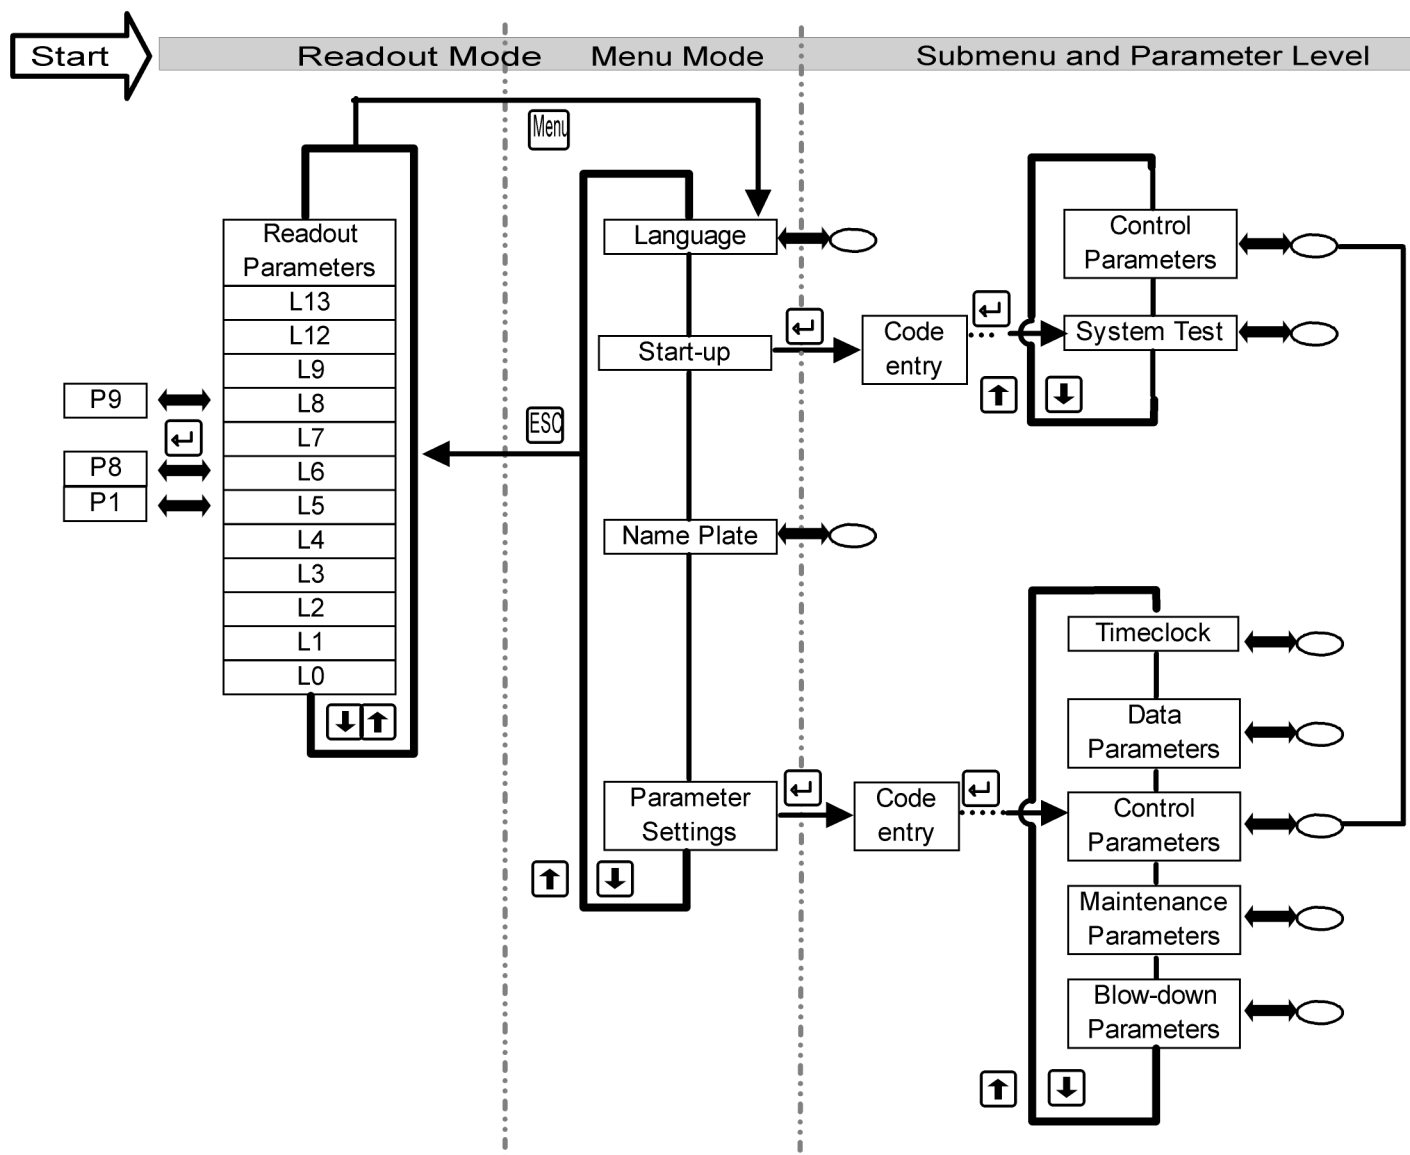 Start
Readout Mode
Menu Mode
Submenu and Parameter Level
Menu
Readout
Parameters
L13
L12
L9
L8
L7
L6
L5
L4
L3
L2
L1
L0
P9
P8
P1
ESC
Language
Start-up
Name Plate
Parameter
Settings
Code
entry
Control
Parameters
System Test
Code
entry
Timeclock
Data
Parameters
Control
Parameters
Maintenance
Parameters
Blow-down
Parameters